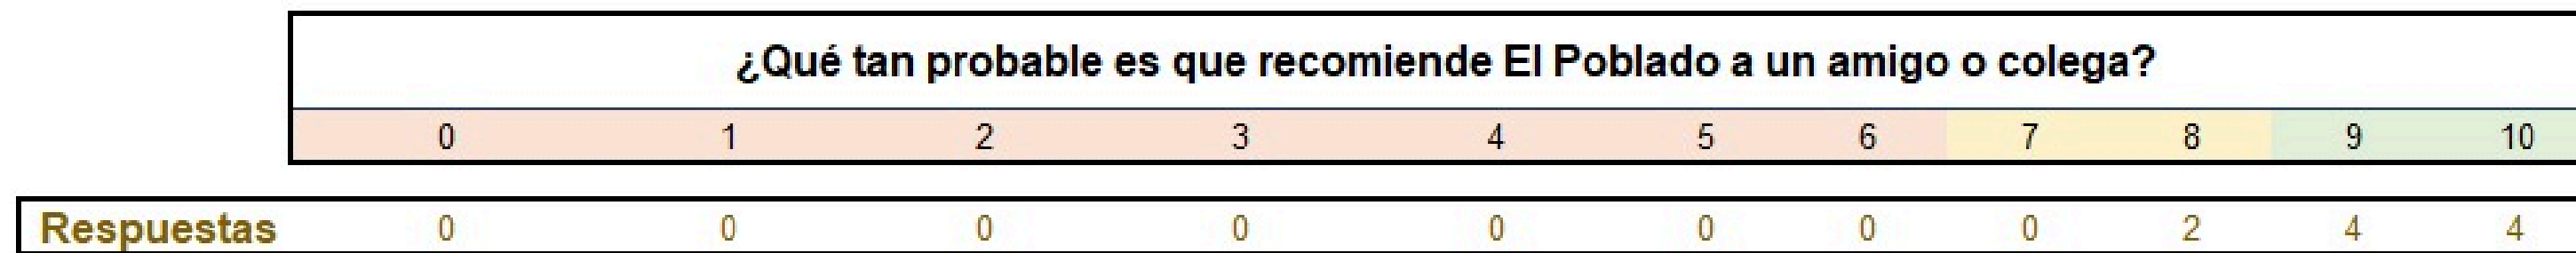 ¿Qué tan probable es que recomiende El Poblado a un amigo o colega?
0 1 2 3 4 5 6 7 8 9 10
Respuestas 0 0 0 0 0 0 0 0 2 4 4